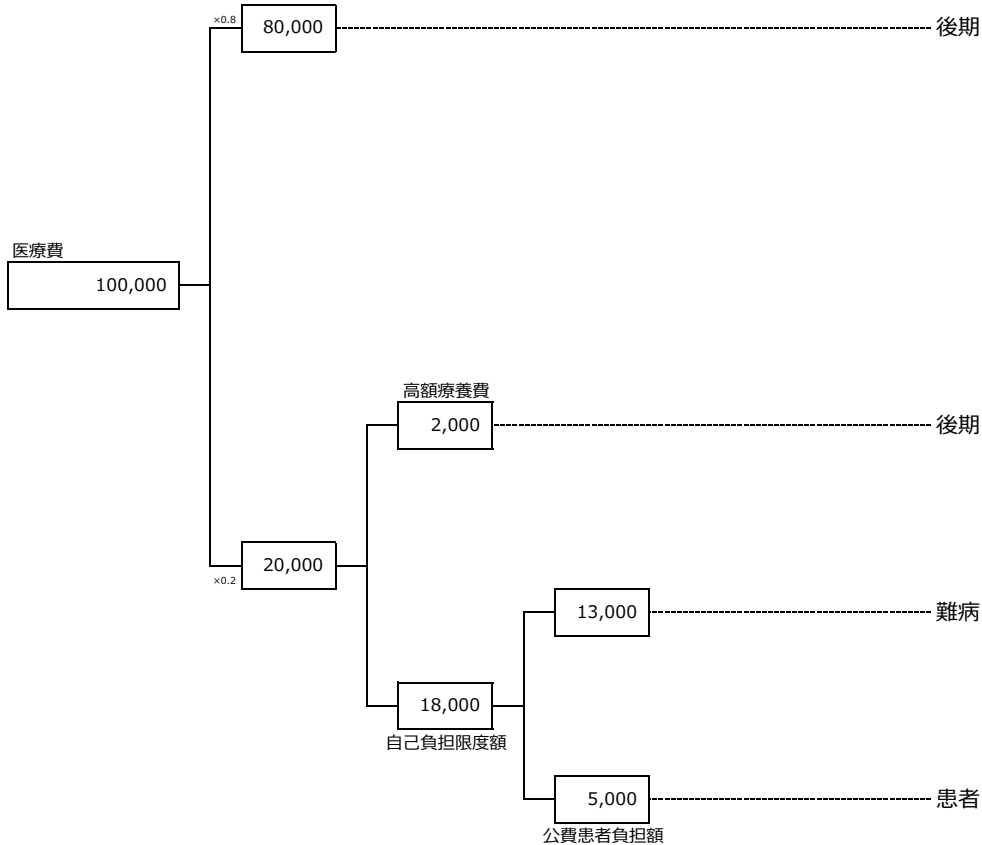 ×0.8
80,000
後期
医療費
100,000
高額療養費
2,000
後期
20,000
×0.2
13,000
難病
18,000
自己負担限度額
5,000
患者
公費患者負担額